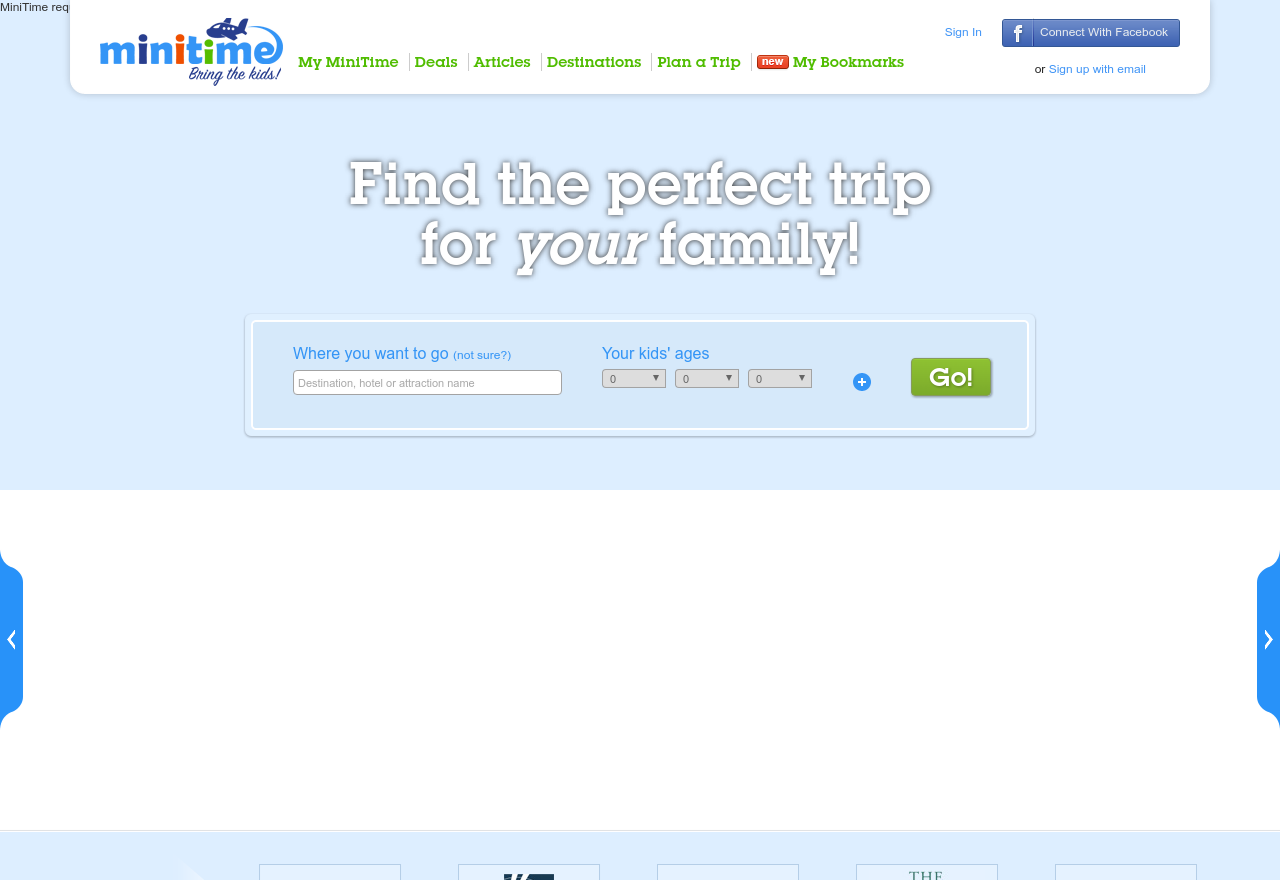 MiniTime req
minitime
Bring the kids!
My MiniTime
Deals
Articles
Destinations
Plan a Trip
new My Bookmarks
Sign In
Connect With Facebook
or Sign up with email
Find the perfect trip
for your family!
Where you want to go (not sure?)
Destination, hotel or attraction name
Your kids' ages
0
0
0
Go!
THE